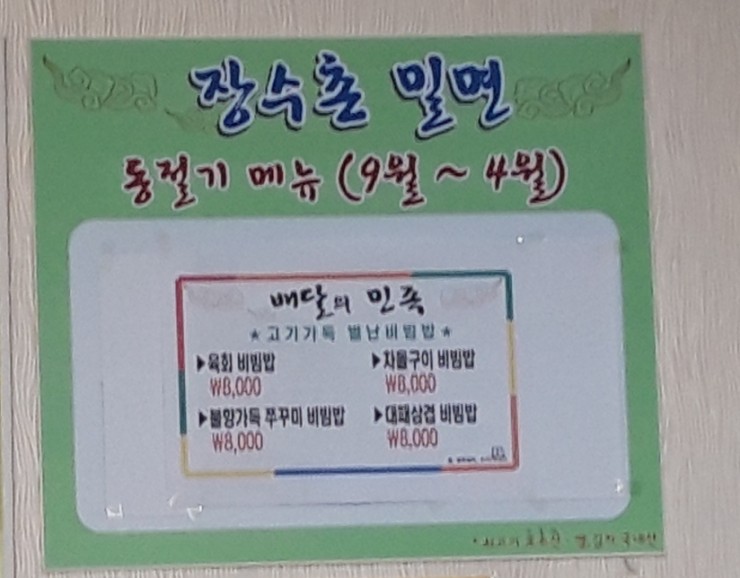 장수촌 밀면
동절기 메뉴 (9월 ~ 4월)
배달의 민족
★고기가득 별난비빔밥★
▶육회 비빔밥 ▶차돌구이 비빔밥
₩8,000 ₩8,000
▶불향가득 쭈꾸미 비빔밥 ▶대패삼겹 비빔밥
₩8,000 ₩8,000
국내산